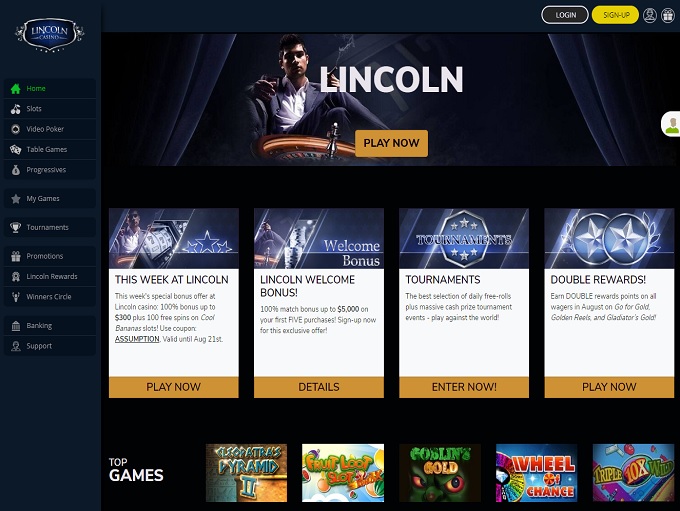 LOGIN
SIGN-UP
LINCOLN
CASINO
Home
Slots
Video Poker
Table Games
Progressives
My Games
Tournaments
Promotions
Lincoln Rewards
Winners Circle
Banking
Support
LINCOLN
PLAY NOW
THIS WEEK AT LINCOLN
This week's special bonus offer at
Lincoln casino: 100% bonus up to
$300 plus 100 free spins on Cool
Bananas slots! Use coupon:
ASSUMPTION. Valid until Aug 21st.
PLAY NOW
Welcome
Bonus
LINCOLN WELCOME
BONUS!
100% match bonus up to $5,000 on
your first FIVE purchases! Sign-up now
for this exclusive offer!
DETAILS
TOURNAMENTS
TOURNAMENTS
The best selection of daily free-rolls
plus massive cash prize tournament
events - play against the world!
ENTER NOW!
DOUBLE REWARDS!
Earn DOUBLE rewards points on all
wagers in August on Go for Gold,
Golden Reels, and Gladiator's Gold!
PLAY NOW
TOP
GAMES
CLEOPATRA'S
PYRAMID
II
FRUIT LOOT
SLOT
GOBLIN'S
GOLD
WHEEL
OF
CHANCE
TRIPLE 10X WILD